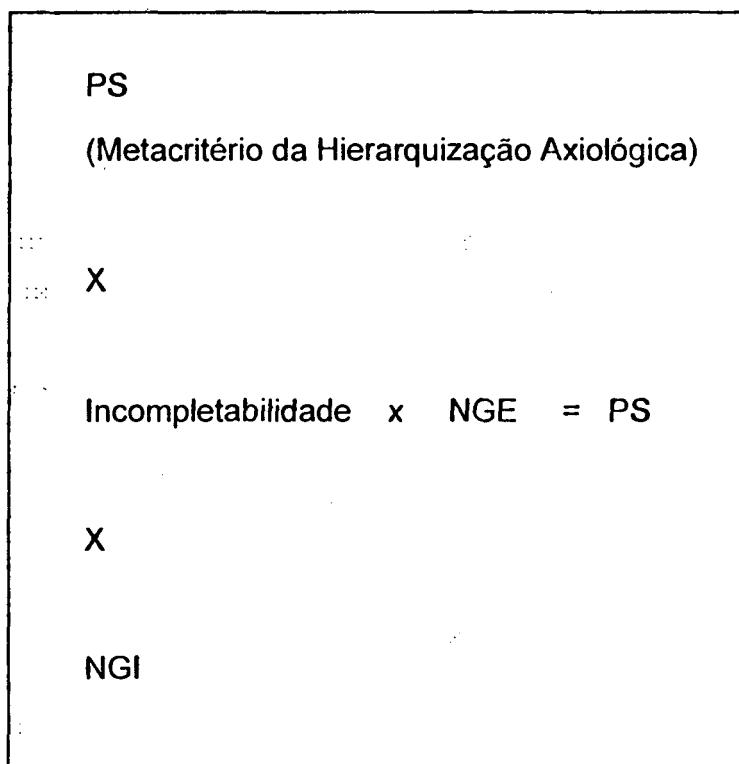 PS
(Metacritério da Hierarquização Axiológica)
X
Incompletabilidade x NGE = PS
X
NGI